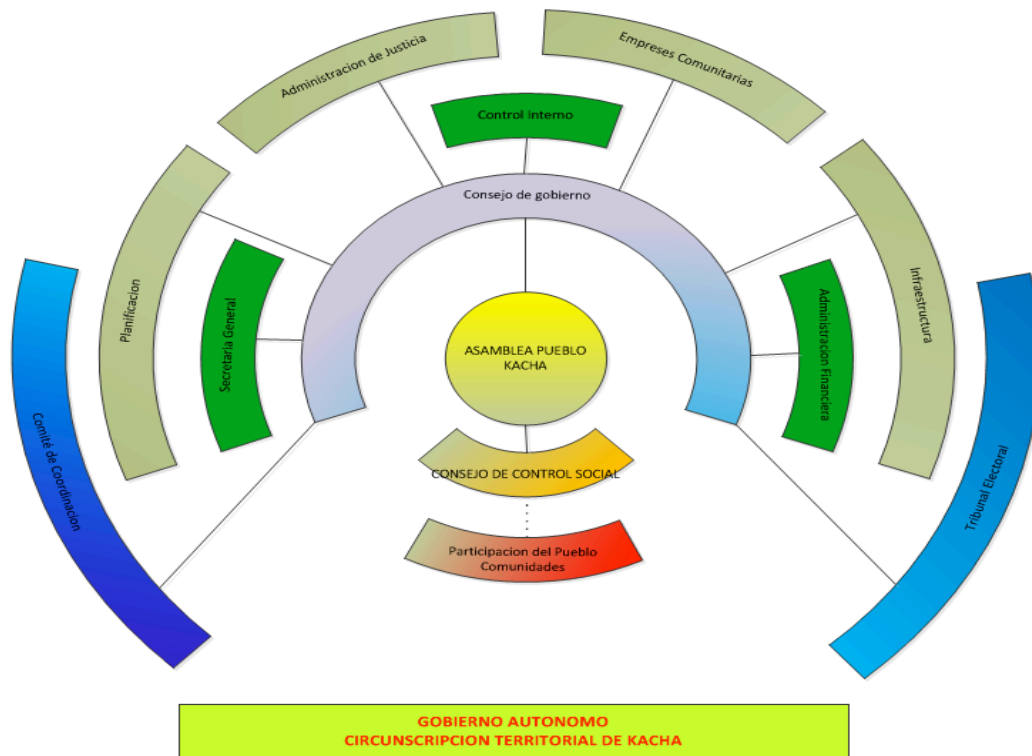 Administracion de Justicia
Empreses Comunitarias
Control Interno
Consejo de gobierno
Planificacion
Secretaria General
Administracion Financiera
Infraestructura
Comité de Coordinacion
Tribunal Electoral
ASAMBLEA PUEBLO
KACHA
CONSEJO DE CONTROL SOCIAL
Participacion del Pueblo
Comunidades
GOBIERNO AUTONOMO
CIRCUNSCRIPCION TERRITORIAL DE KACHA